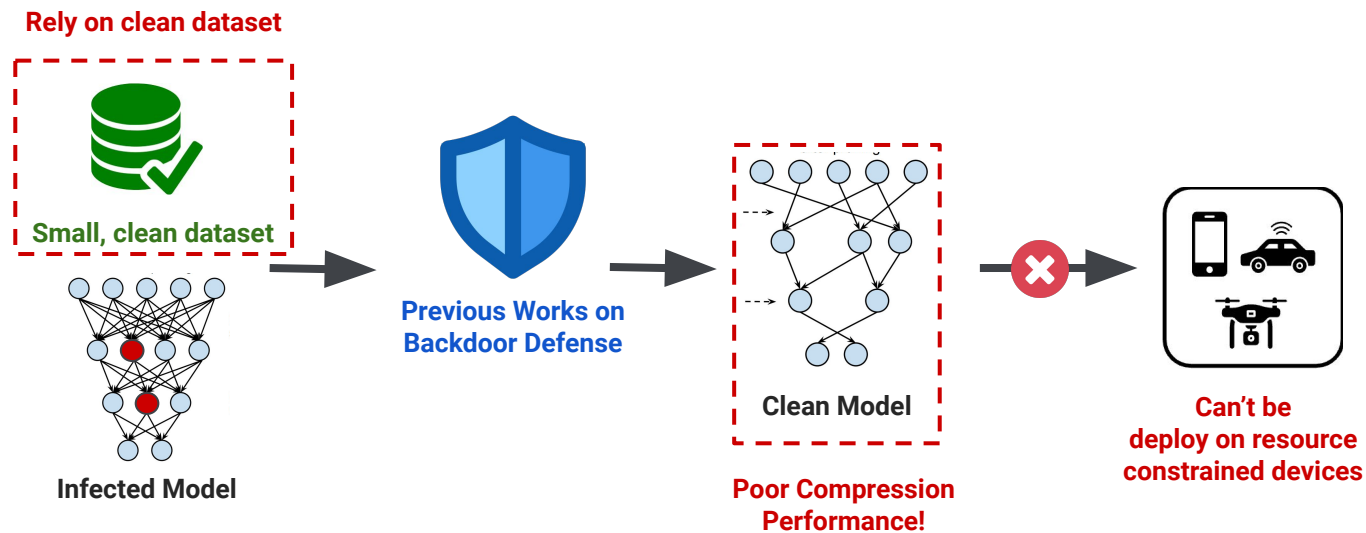 Rely on clean dataset
Small, clean dataset
Infected Model
Previous Works on
Backdoor Defense
Clean Model
Poor Compression
Performance!
Can't be
deploy on resource
constrained devices